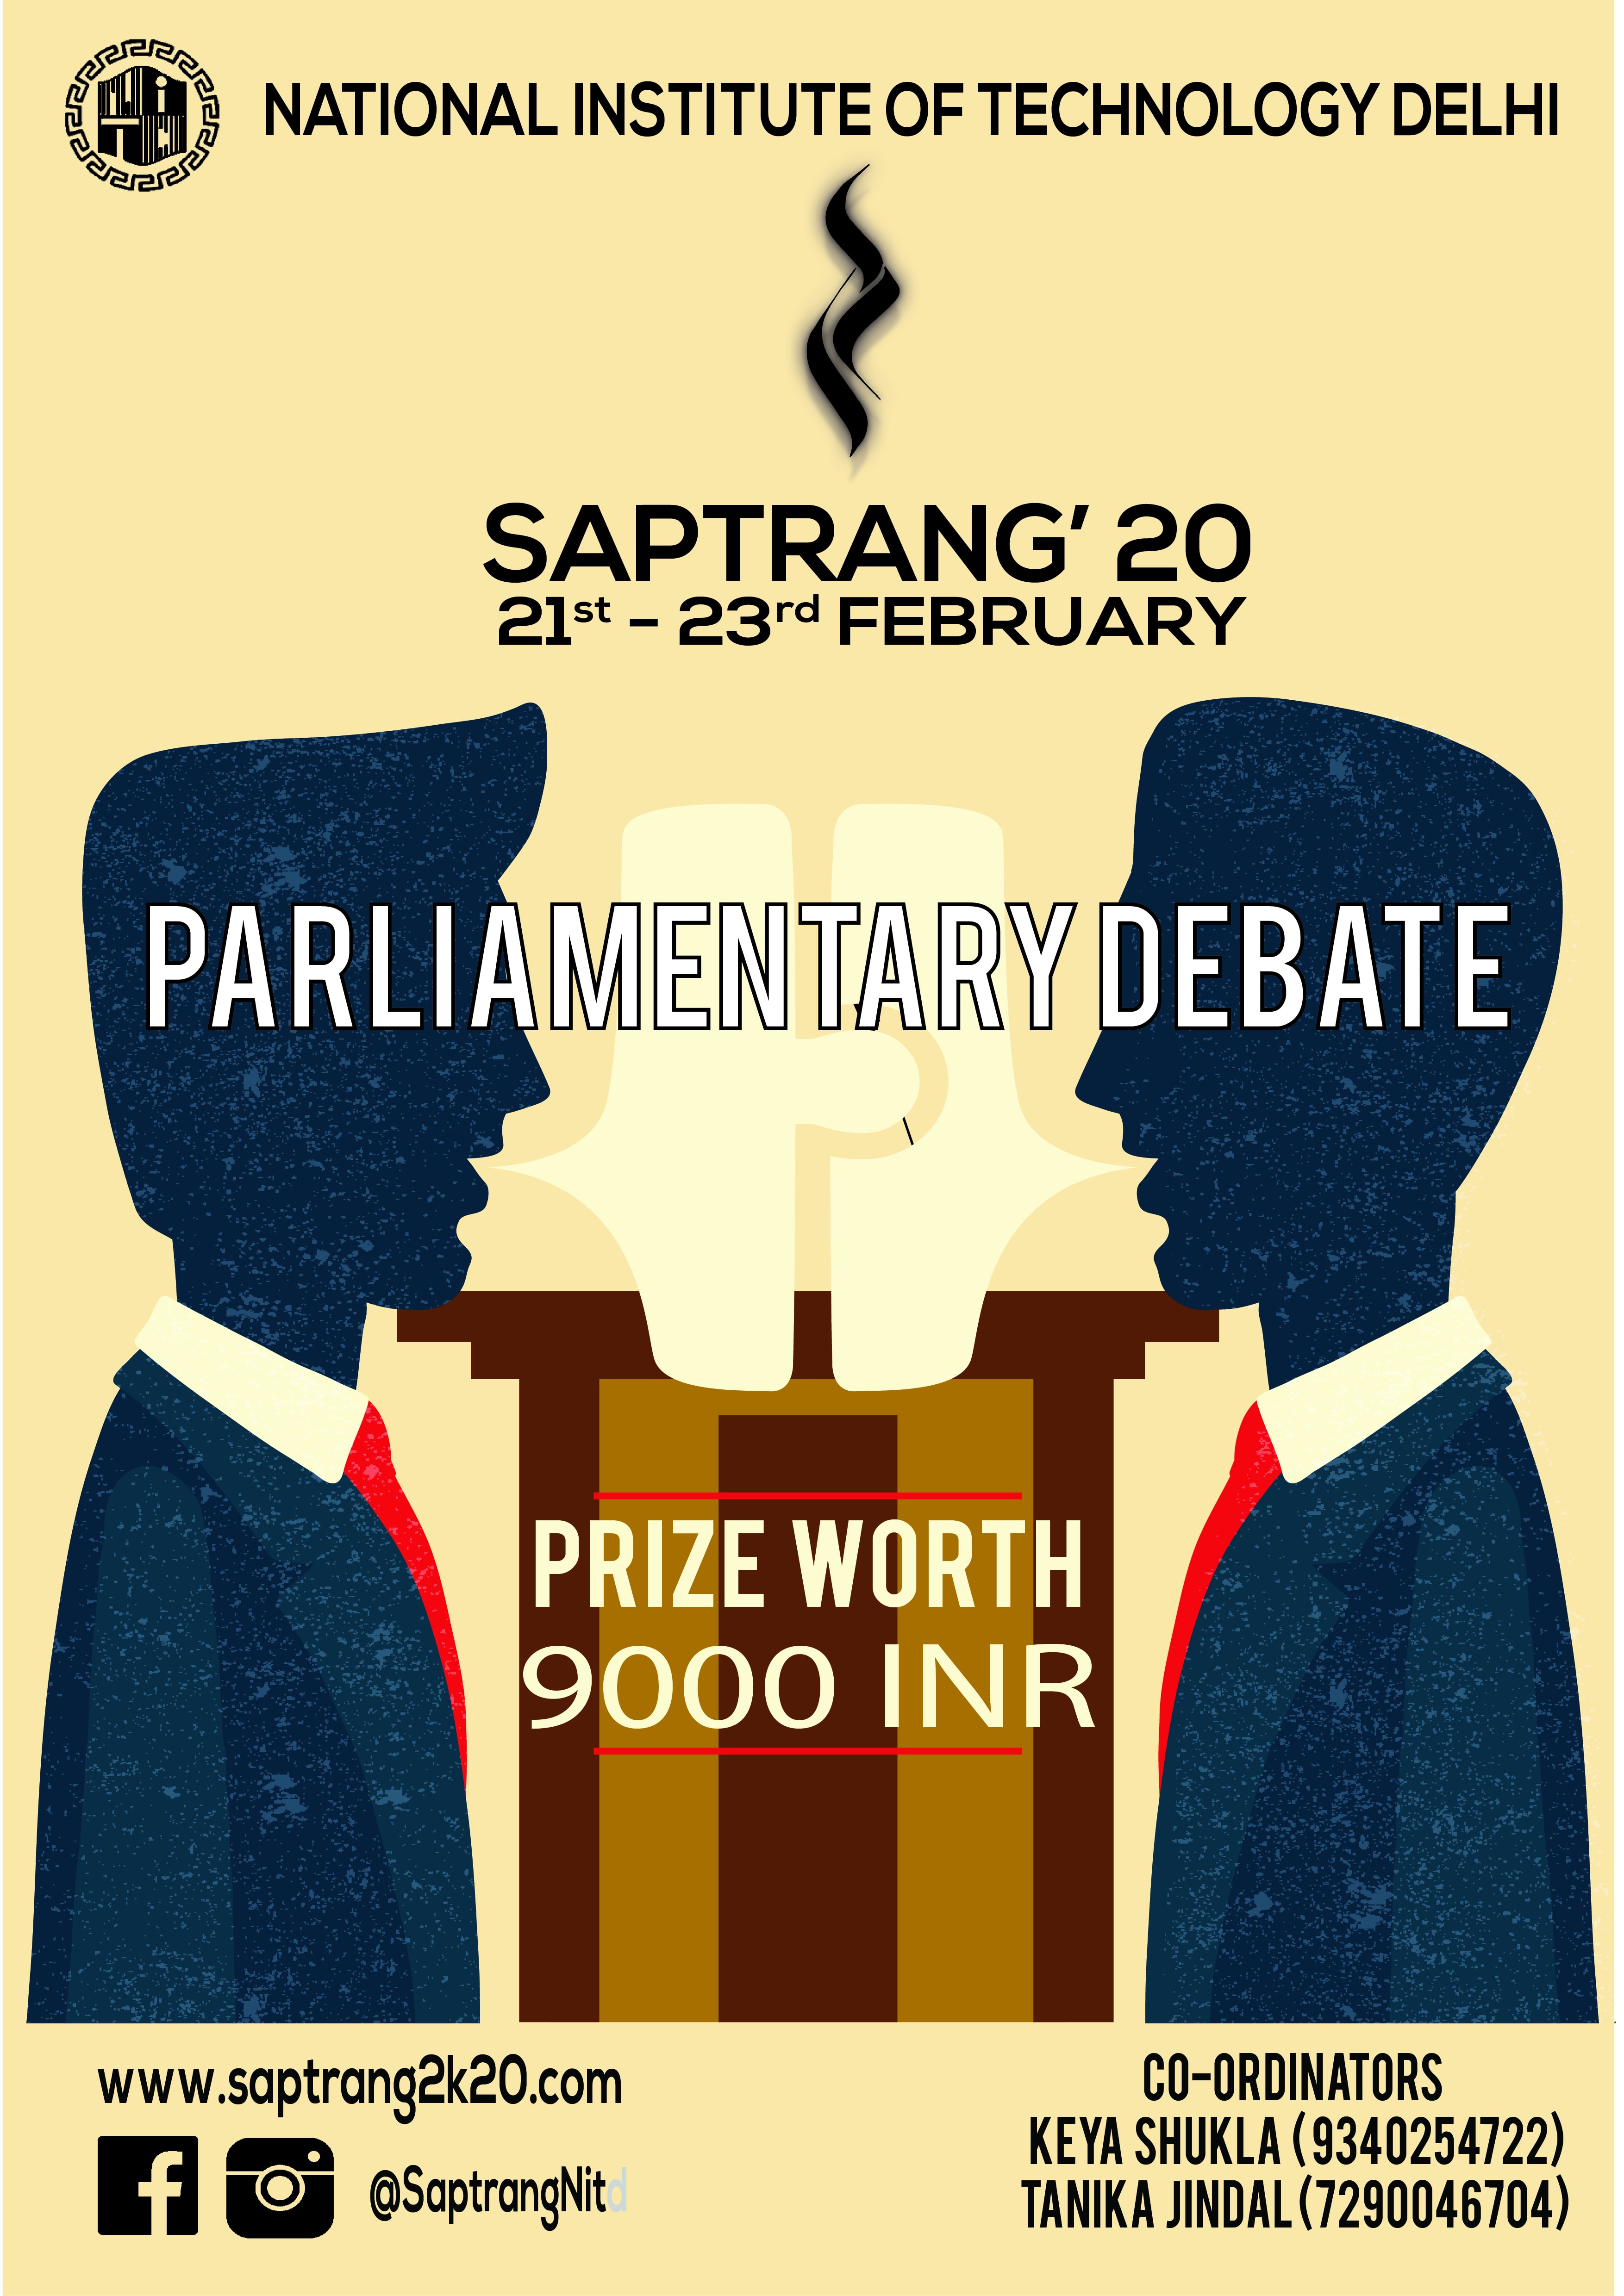 NATIONAL INSTITUTE OF TECHNOLOGY DELHI
SAPTRANG' 20
21st - 23rd FEBRUARY
PARLIAMENTARY DEBATE
PRIZE WORTH
9000 INR
www.saptrang2k20.com
@SaptrangNitd
CO-ORDINATORS
KEYA SHUKLA (9340254722)
TANIKA JINDAL (7290046704)